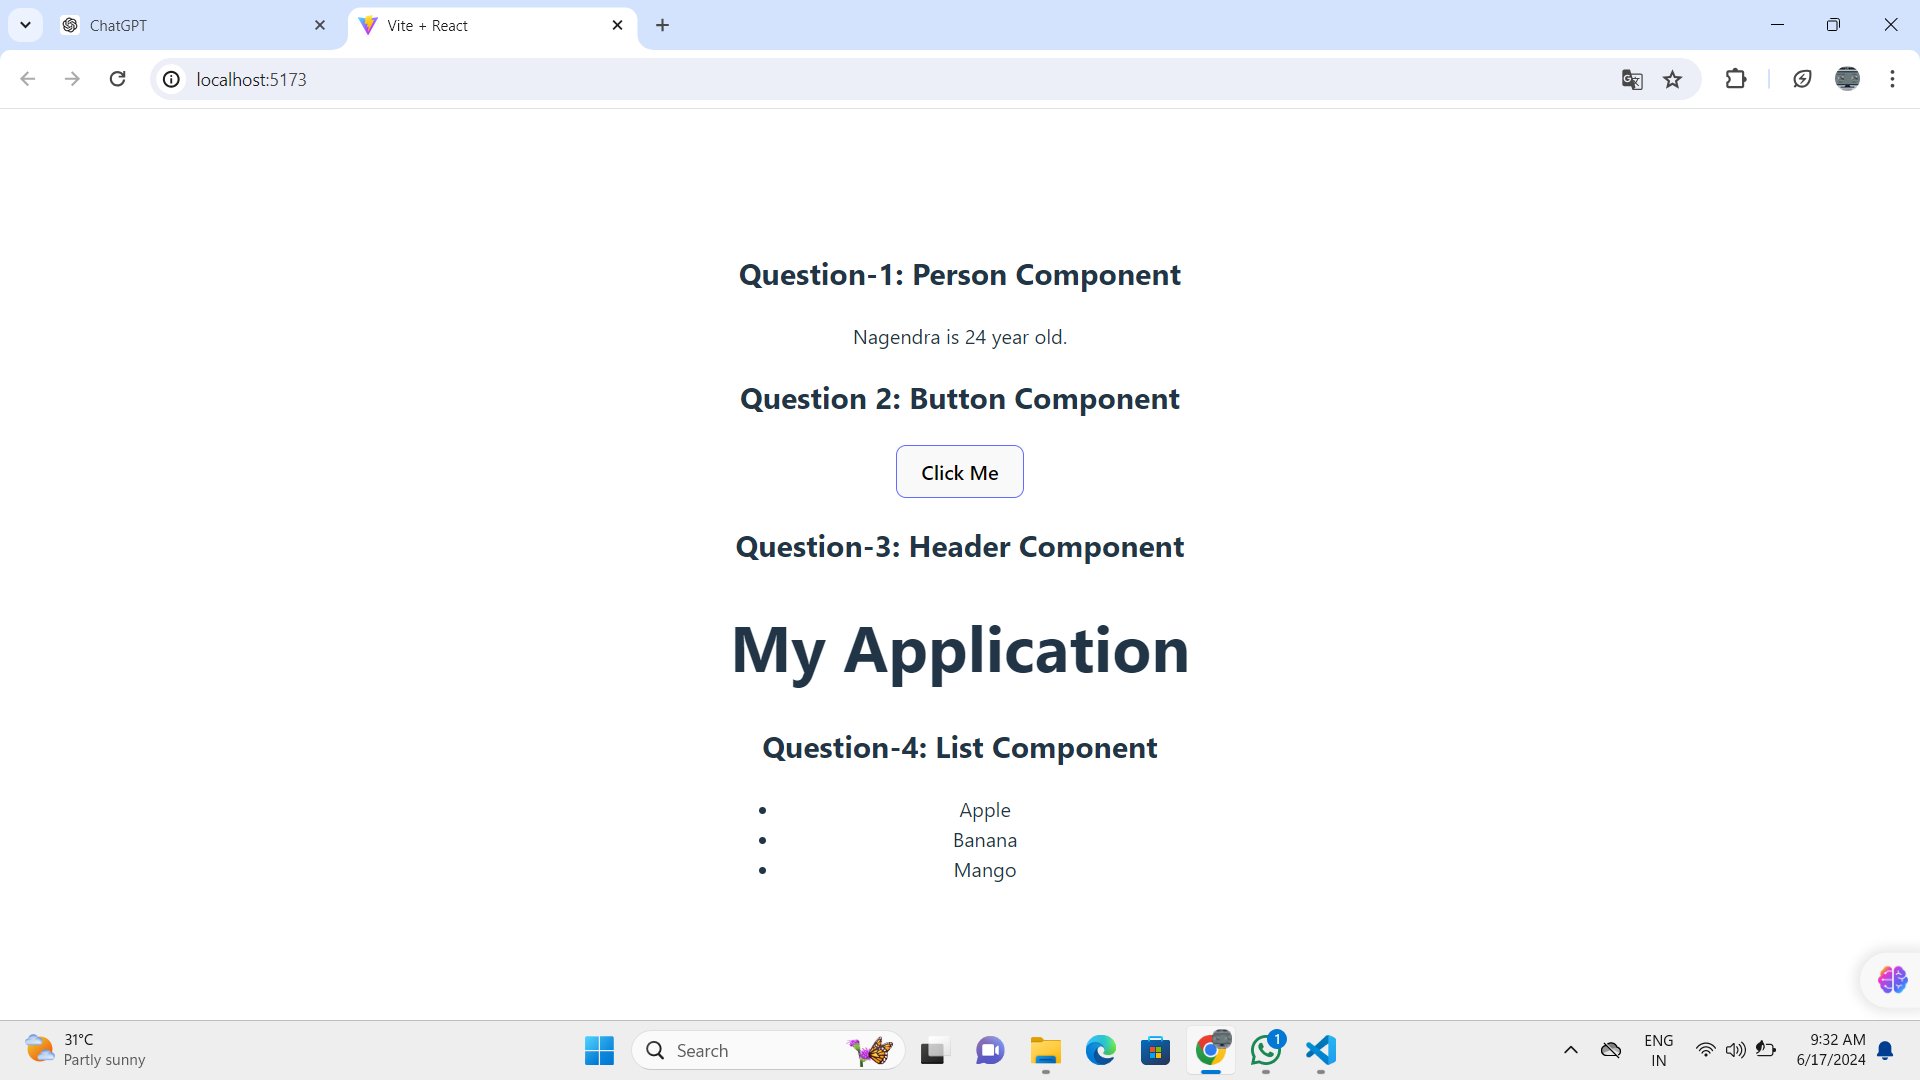 ChatGPT
Vite + React
localhost:5173
Question-1: Person Component
Nagendra is 24 year old.
Question 2: Button Component
Click Me
Question-3: Header Component
My Application
Question-4: List Component
Apple
Banana
Mango
31°C
Partly sunny
Search
1
ENG
IN
9:32 AM
6/17/2024